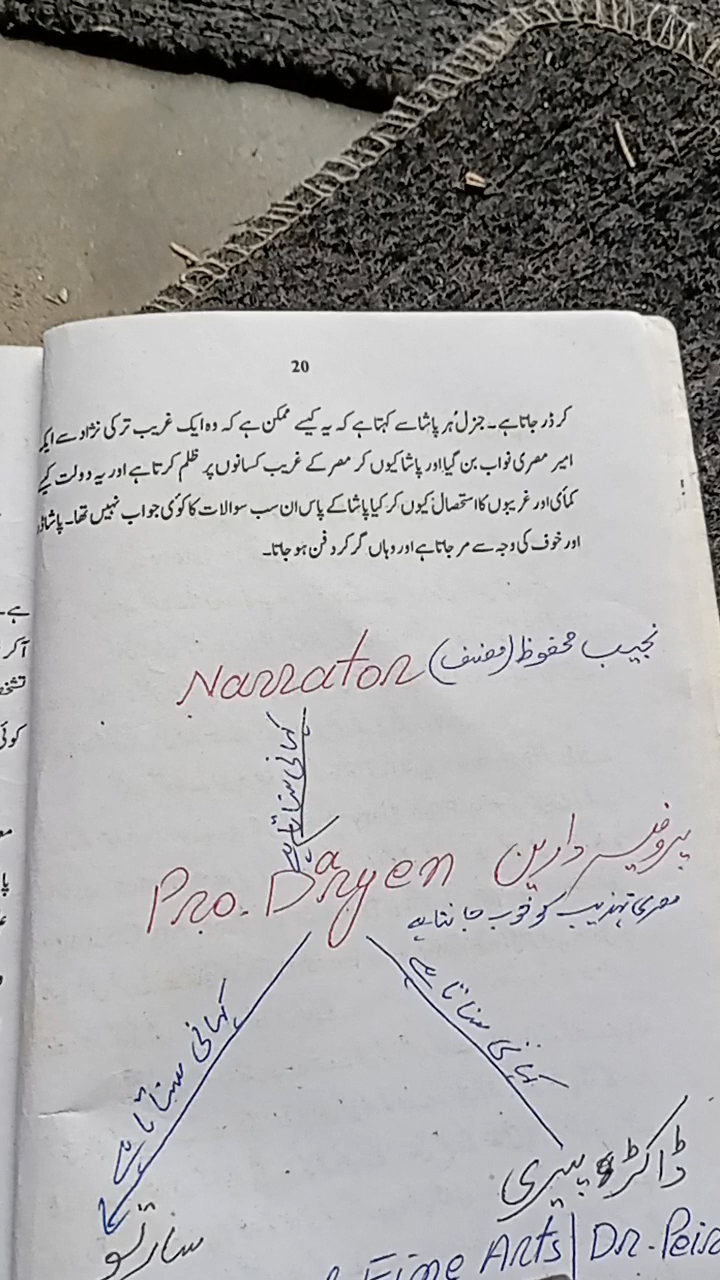 20
کر ڈر جاتا ہے۔ جنرل ہر پاشا سے کہتا ہے کہ یہ کیسے ممکن ہے کہ وہ ایک غریب ترکی نژاد سے ایک
امیر مصری نواب بن گیا اور پاشا کیوں کر مصر کے غریب کسانوں پر ظلم کرتا ہے اور یہ دولت کیسے
کمائی اور غریبوں کا استحصال کیوں کر کیا پاشا کے پاس ان سب سوالات کا کوئی جواب نہیں تھا۔ پاشا
اور خوف کی وجہ سے مر جاتا ہے اور وہاں گر کر دفن ہو جاتا۔
Narrator (نجیب محفوظ (مصنف
کہانی سناتا ہے
Pro. Daryen پروفیسر دارین
مصری تہذیب کو خوب جانتا ہے
کہانی سناتا ہے
کہانی سناتا ہے
ڈاکٹر پیری
سارتو
Fine Arts | Dr.
ہے۔
کوئی